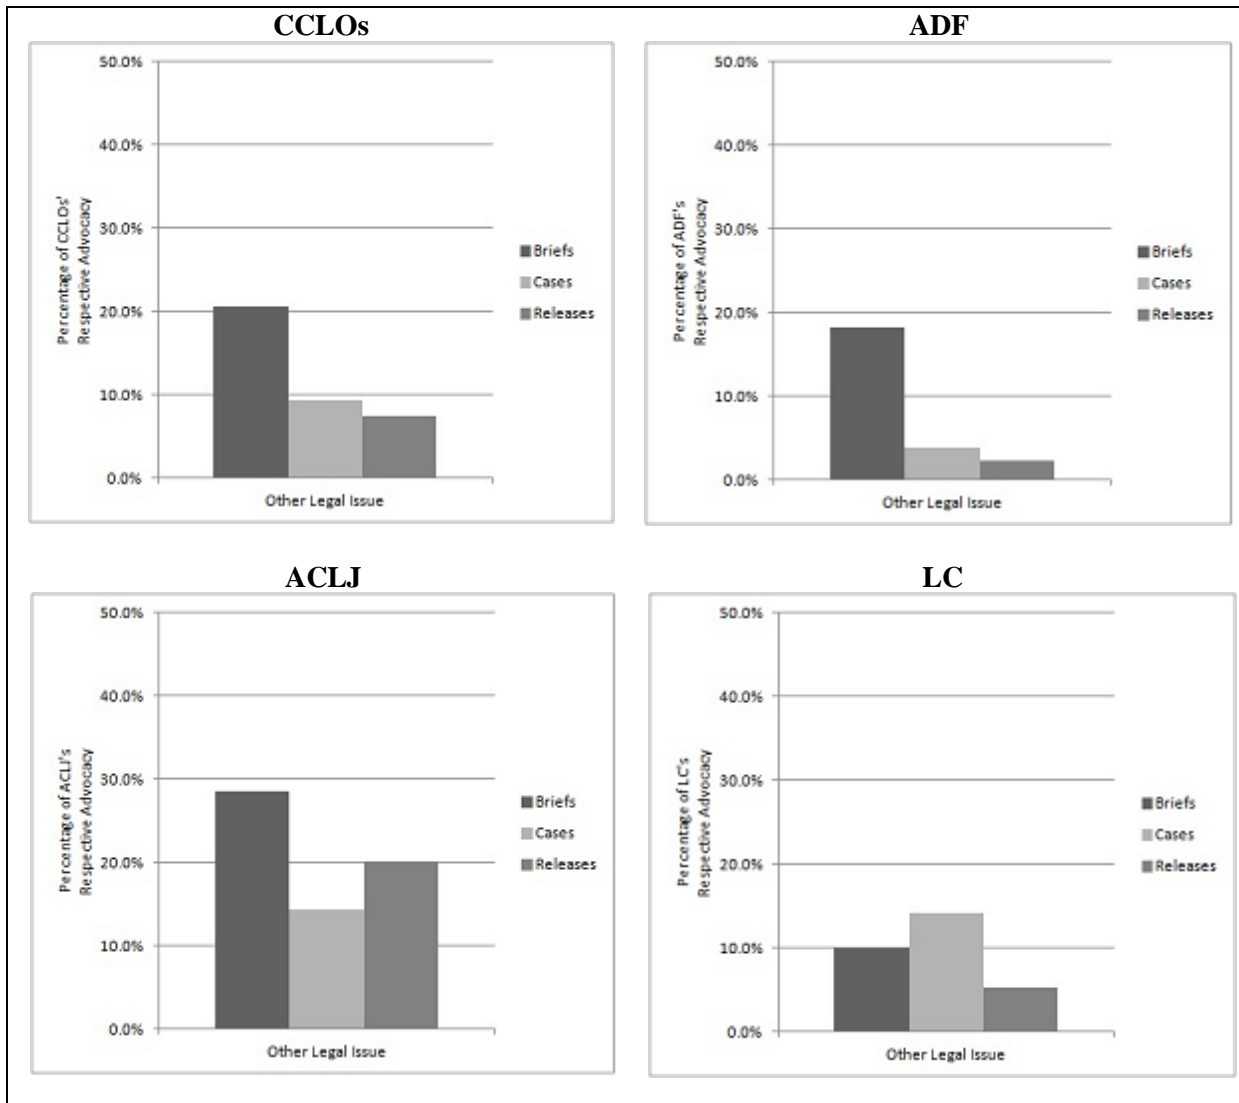 CCLOs
50.0%
40.0%
30.0%
20.0%
10.0%
0.0%
Percentage of CCLOs'
Respective Advocacy
Other Legal Issue
Briefs
Cases
Releases
ADF
50.0%
40.0%
30.0%
20.0%
10.0%
0.0%
Percentage of ADF's
Respective Advocacy
Other Legal Issue
Briefs
Cases
Releases
ACLJ
50.0%
40.0%
30.0%
20.0%
10.0%
0.0%
Percentage of ACLJ's
Respective Advocacy
Other Legal Issue
Briefs
Cases
Releases
LC
50.0%
40.0%
30.0%
20.0%
10.0%
0.0%
Percentage of LC's
Respective Advocacy
Other Legal Issue
Briefs
Cases
Releases